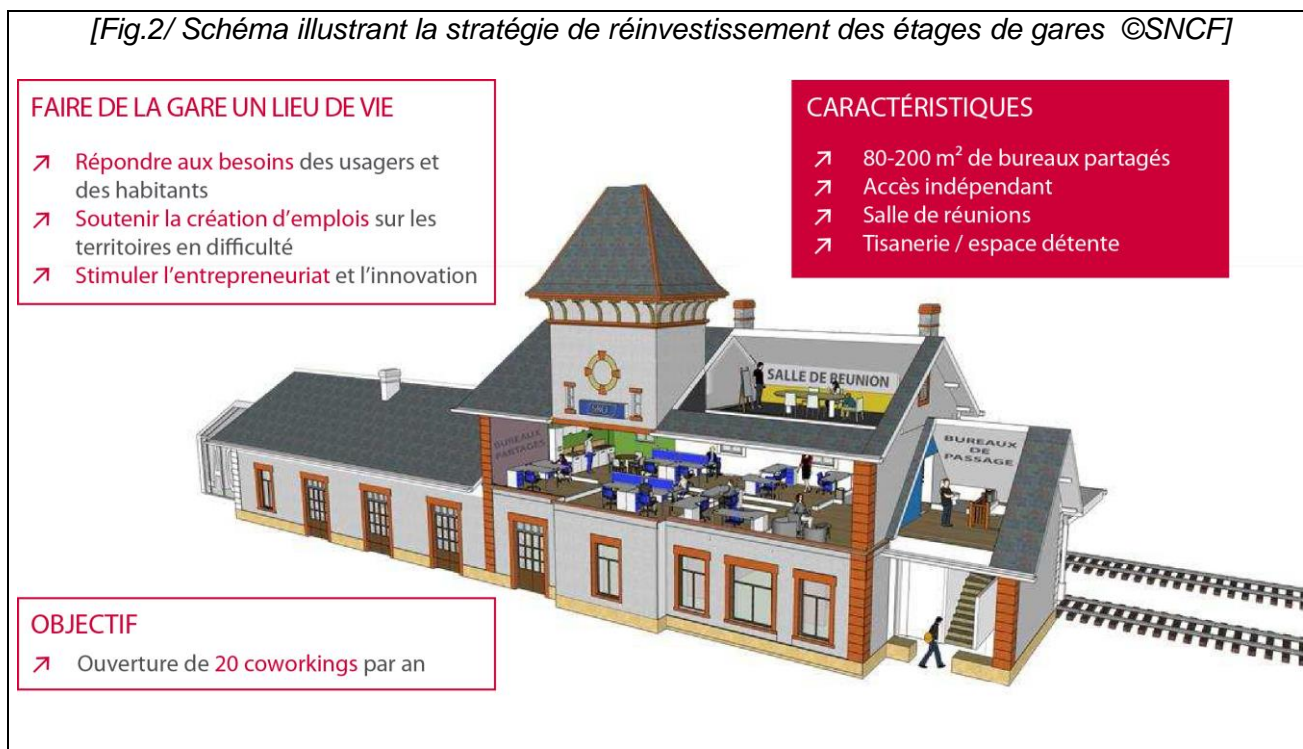 [Fig.2/ Schéma illustrant la stratégie de réinvestissement des étages de gares ©SNCF]
FAIRE DE LA GARE UN LIEU DE VIE
↗ Répondre aux besoins des usagers et
des habitants
↗ Soutenir la création d'emplois sur les
territoires en difficulté
↗ Stimuler l'entrepreneuriat et l'innovation
CARACTÉRISTIQUES
↗ 80-200 m² de bureaux partagés
↗ Accès indépendant
↗ Salle de réunions
↗ Tisanerie / espace détente
SALLE DE REUNION
SNCF
BUREAUX
PARTAGÉS
BUREAUX
DE
PASSAGE
OBJECTIF
↗ Ouverture de 20 coworkings par an